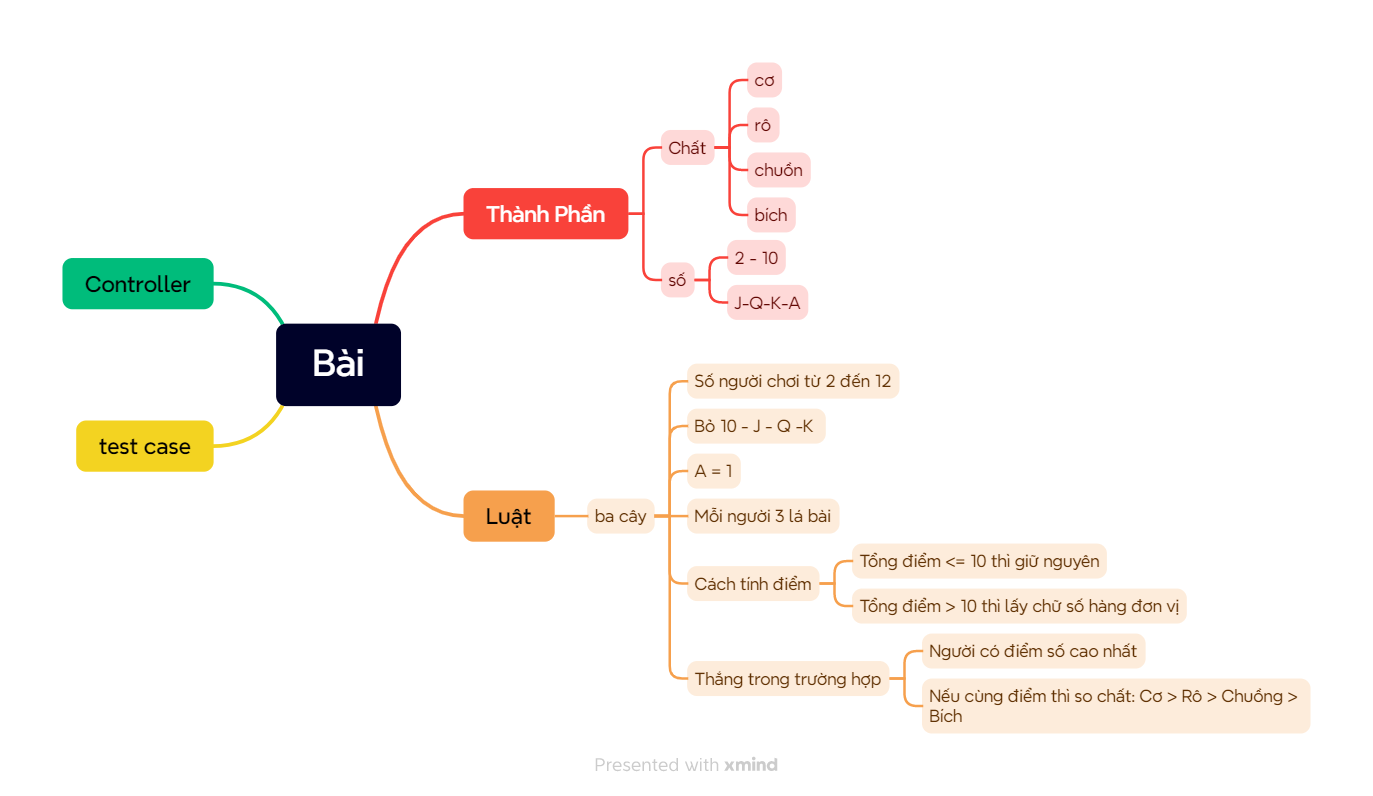 Bài
Thành Phần
Chất
cơ
rô
chuồn
bích
số
2 - 10
J-Q-K-A
Luật
ba cây
Số người chơi từ 2 đến 12
Bỏ 10 - J - Q -K
A = 1
Mỗi người 3 lá bài
Cách tính điểm
Tổng điểm <= 10 thì giữ nguyên
Tổng điểm > 10 thì lấy chữ số hàng đơn vị
Thắng trong trường hợp
Người có điểm số cao nhất
Nếu cùng điểm thì so chất: Cơ > Rô > Chuồng >
Bích
Controller
test case
Presented with xmind